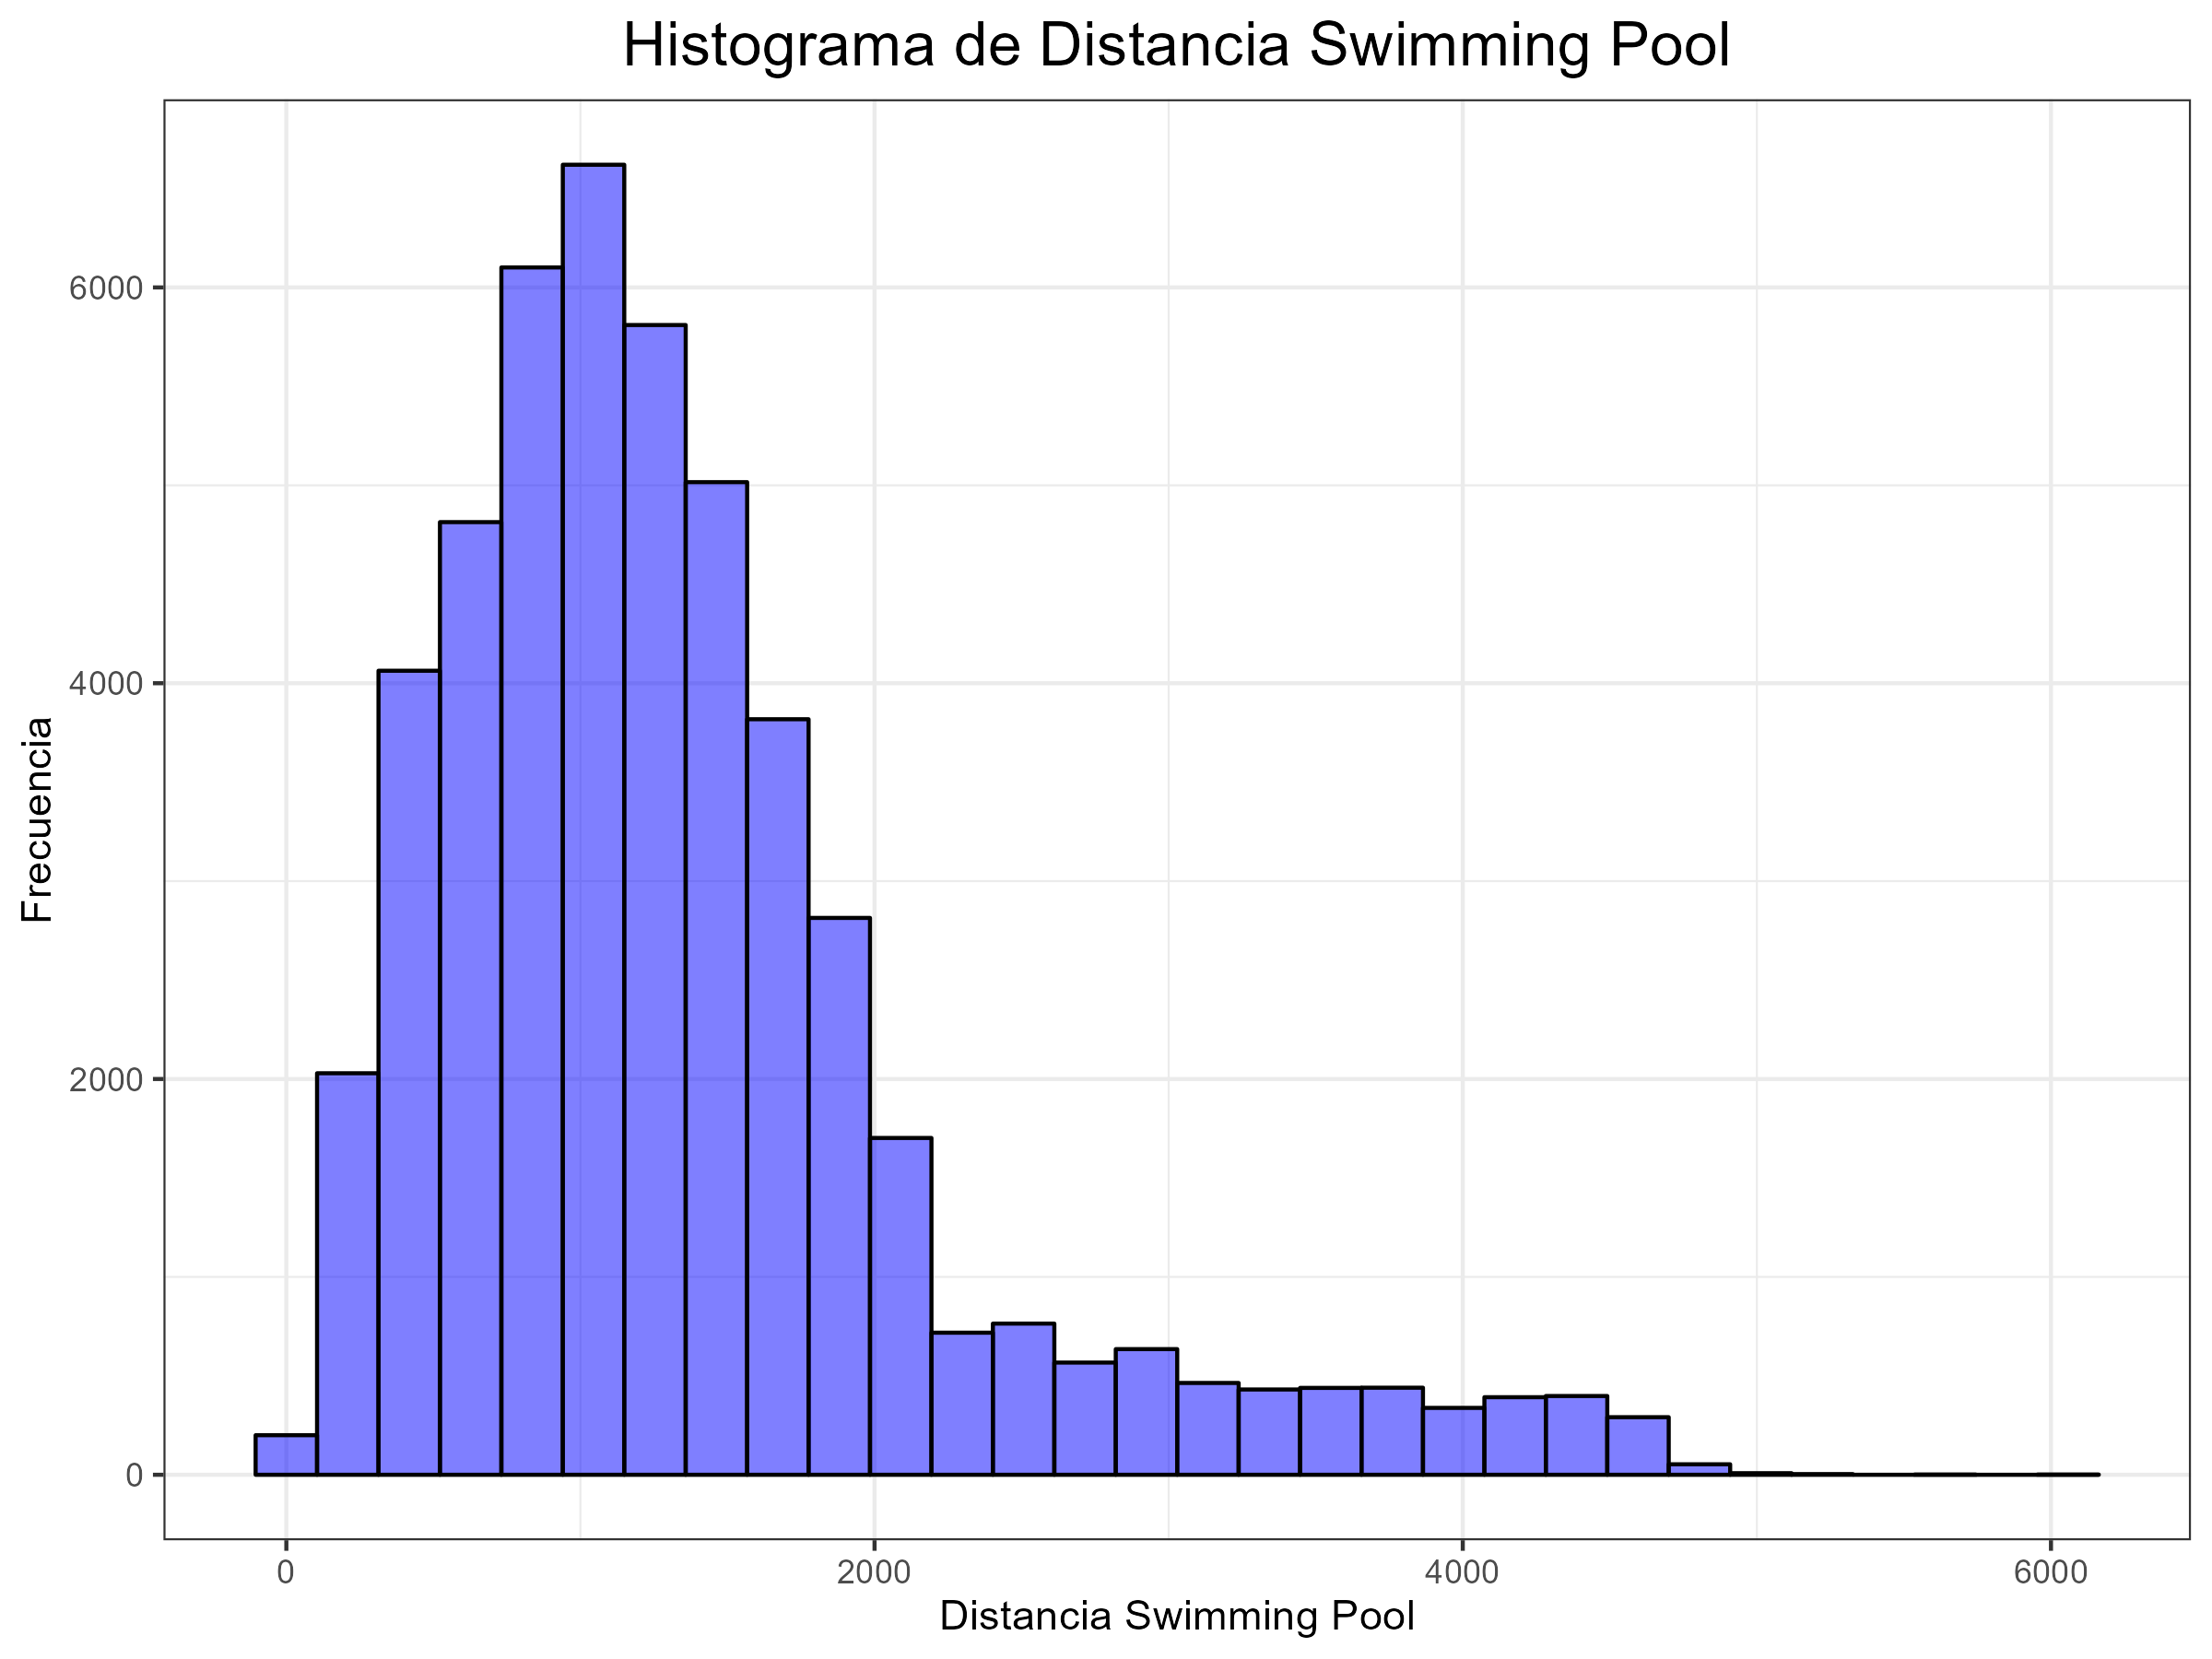 Histograma de Distancia Swimming Pool
Frecuencia
6000
4000
2000
0
0 2000 4000 6000
Distancia Swimming Pool